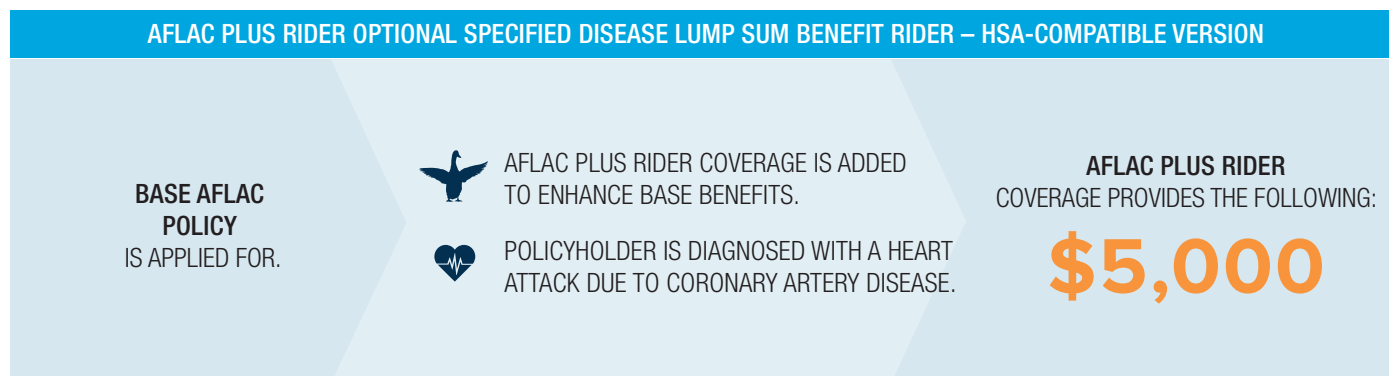 AFLAC PLUS RIDER OPTIONAL SPECIFIED DISEASE LUMP SUM BENEFIT RIDER – HSA-COMPATIBLE VERSION
BASE AFLAC
POLICY
IS APPLIED FOR.
AFLAC PLUS RIDER COVERAGE IS ADDED
TO ENHANCE BASE BENEFITS.
POLICYHOLDER IS DIAGNOSED WITH A HEART
ATTACK DUE TO CORONARY ARTERY DISEASE.
AFLAC PLUS RIDER
COVERAGE PROVIDES THE FOLLOWING:
$5,000